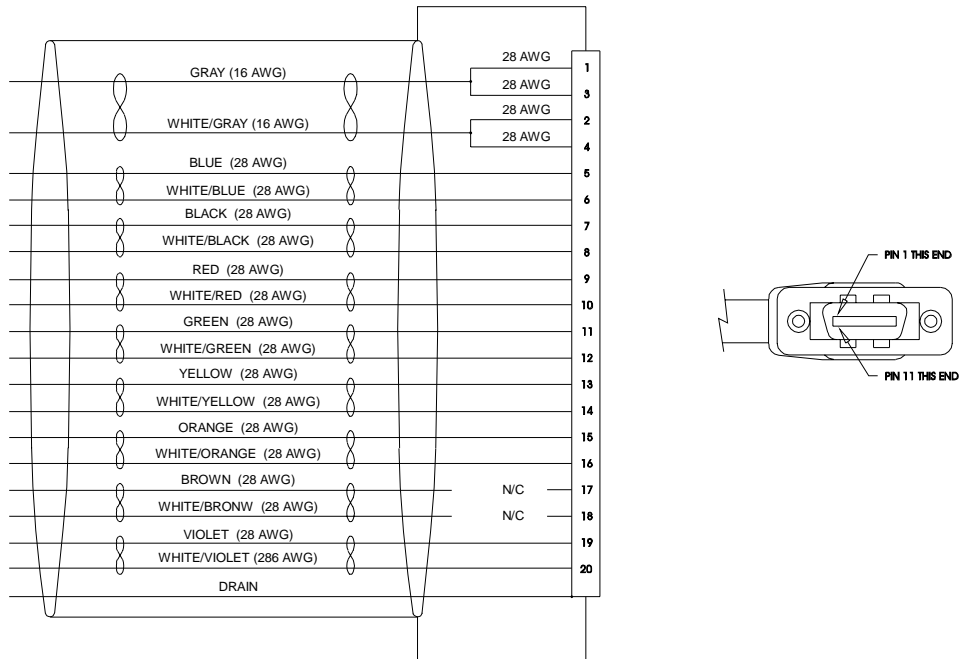 28 AWG
1
GRAY (16 AWG)
28 AWG
3
28 AWG
2
WHITE/GRAY (16 AWG)
28 AWG
4
BLUE (28 AWG)
5
WHITE/BLUE (28 AWG)
6
BLACK (28 AWG)
7
WHITE/BLACK (28 AWG)
8
RED (28 AWG)
9
WHITE/RED (28 AWG)
10
GREEN (28 AWG)
11
WHITE/GREEN (28 AWG)
12
YELLOW (28 AWG)
13
WHITE/YELLOW (28 AWG)
14
ORANGE (28 AWG)
15
WHITE/ORANGE (28 AWG)
16
BROWN (28 AWG)
N/C
17
WHITE/BRONW (28 AWG)
N/C
18
VIOLET (28 AWG)
19
WHITE/VIOLET (286 AWG)
20
DRAIN
PIN 1 THIS END
PIN 11 THIS END